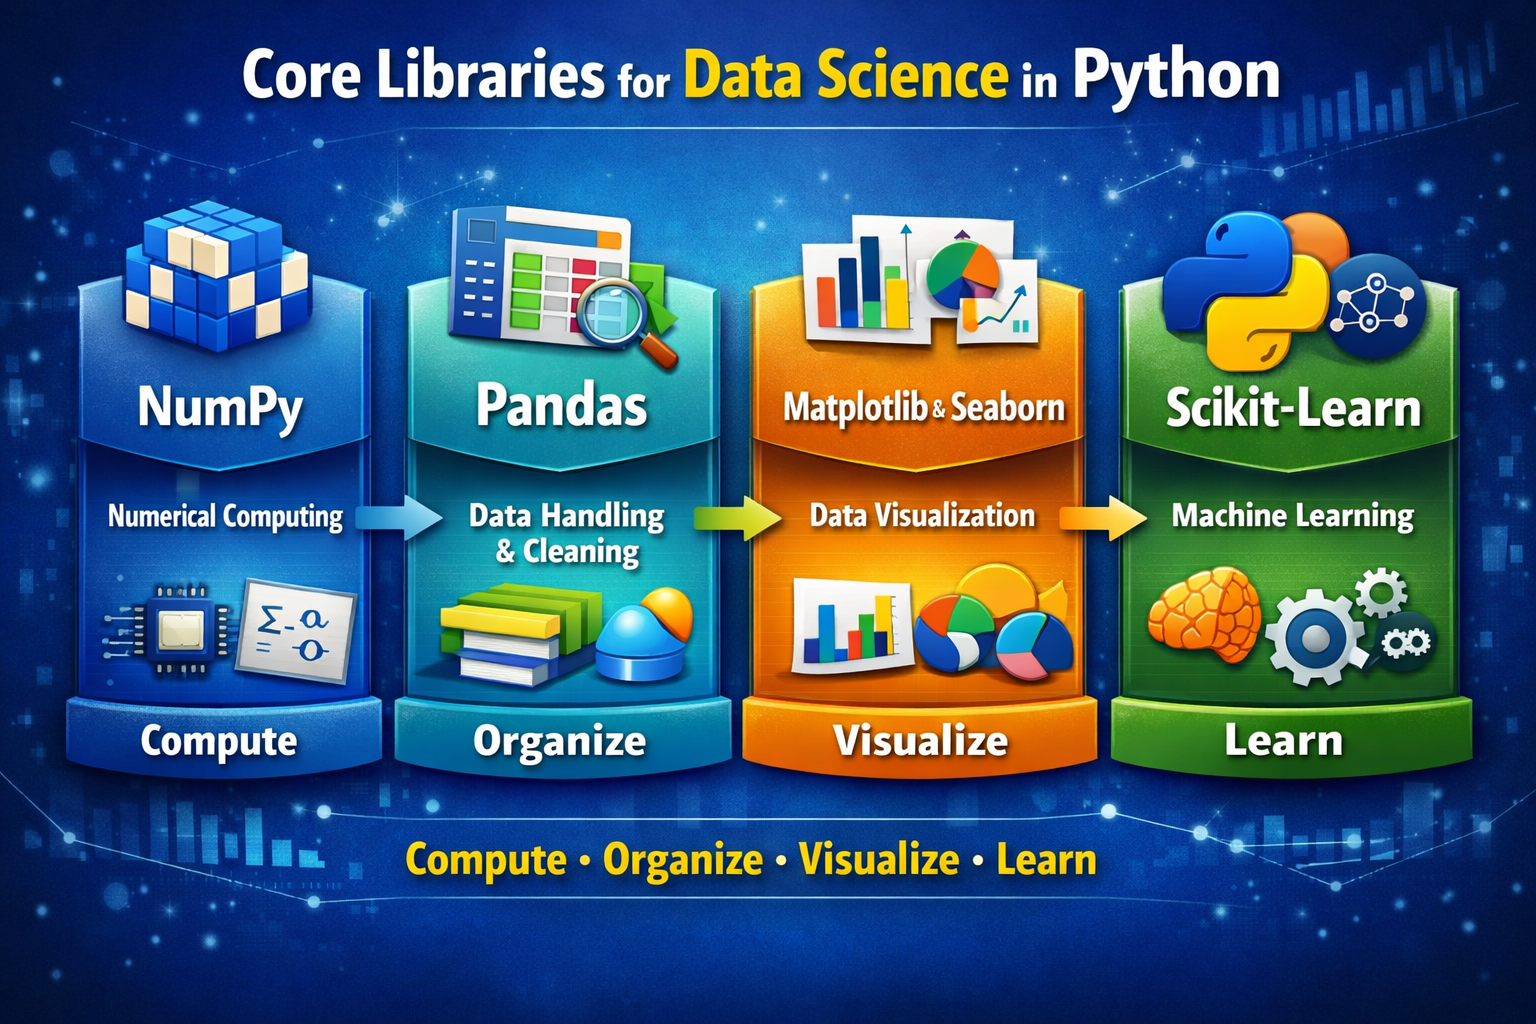 Core Libraries for Data Science in Python
NumPy
Pandas
Matplotlib & Seaborn
Scikit-Learn
Numerical Computing
Data Handling
& Cleaning
Data Visualization
Machine Learning
Σ-a
=-o-
Compute
Organize
Visualize
Learn
Compute • Organize • Visualize • Learn